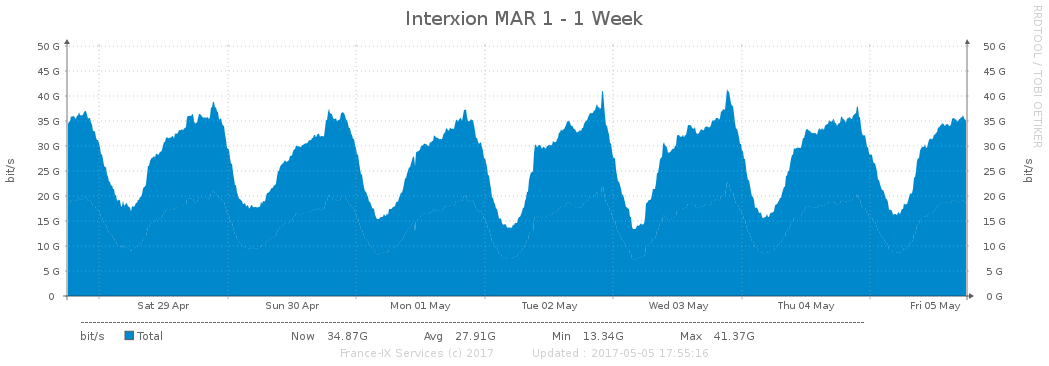 Interxion MAR 1 - 1 Week
RRDTOOL / TOBI OETIKER
50 G 50 G
45 G 45 G
40 G 40 G
35 G 35 G
30 G 30 G
25 G 25 G
20 G 20 G
15 G 15 G
10 G 10 G
5 G 5 G
0 0 G
bit/s bit/s
Sat 29 Apr Sun 30 Apr Mon 01 May Tue 02 May Wed 03 May Thu 04 May Fri 05 May
bit/s Total Now 34.87G Avg 27.91G Min 13.34G Max 41.37G
France-IX Services (c) 2017 Updated : 2017-05-05 17:55:16